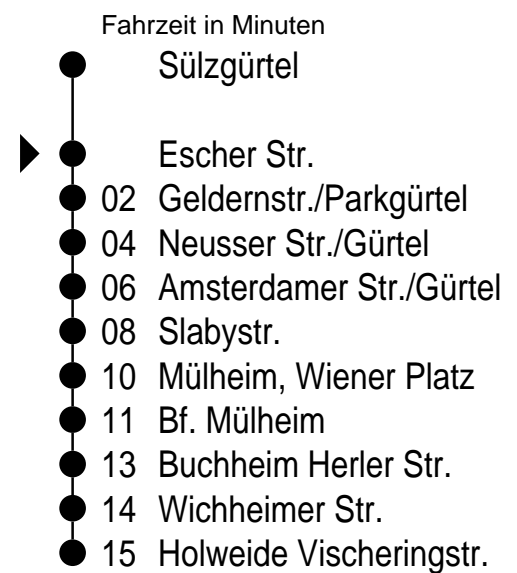 Fahrzeit in Minuten
Sülzgürtel
Escher Str.
02 Geldernstr./Parkgürtel
04 Neusser Str./Gürtel
06 Amsterdamer Str./Gürtel
08 Slabystr.
10 Mülheim, Wiener Platz
11 Bf. Mülheim
13 Buchheim Herler Str.
14 Wichheimer Str.
15 Holweide Vischeringstr.